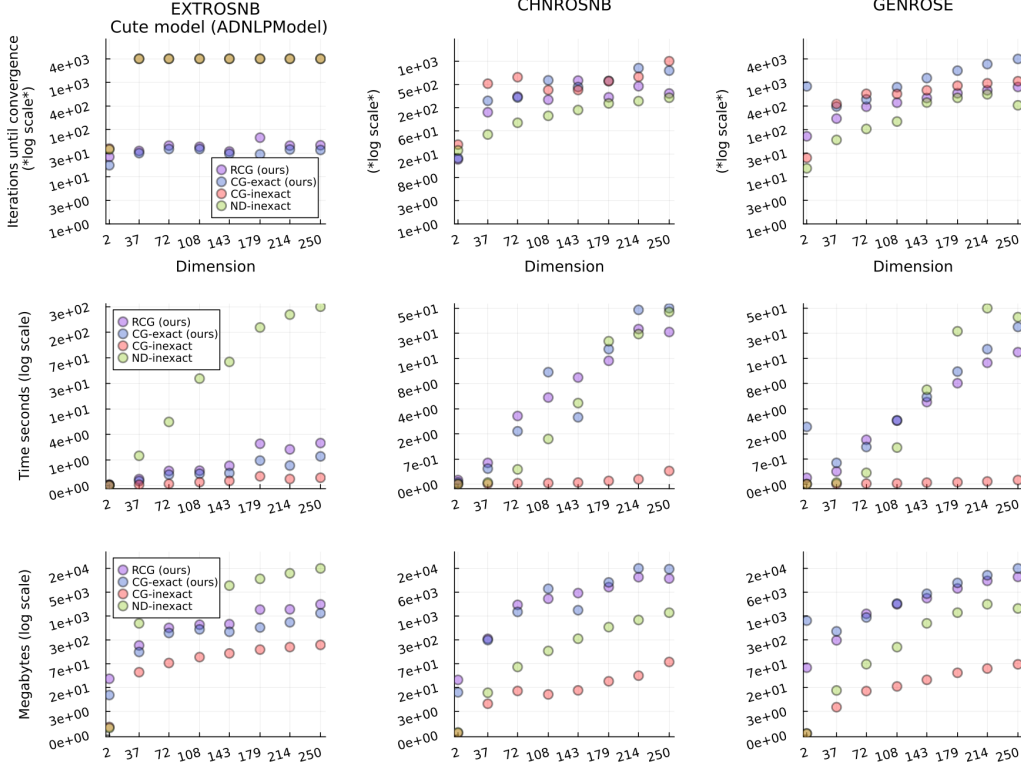 EXTROSNB
Cute model (ADNLPModel)
CHNROSNB
GENROSE
Iterations until convergence
(*log scale*)
4e+03
1e+03
4e+02
1e+02
3e+01
1e+01
3e+00
1e+00
RCG (ours)
CG-exact (ours)
CG-inexact
ND-inexact
2 37 72 108 143 179 214 250
Dimension
(*log scale*)
1e+03
5e+02
2e+02
6e+01
2e+01
8e+00
3e+00
1e+00
2 37 72 108 143 179 214 250
Dimension
(*log scale*)
4e+03
1e+03
4e+02
1e+02
3e+01
1e+01
3e+00
1e+00
2 37 72 108 143 179 214 250
Dimension
Time seconds (log scale)
3e+02
2e+02
7e+01
3e+01
1e+01
4e+00
1e+00
0e+00
RCG (ours)
CG-exact (ours)
CG-inexact
ND-inexact
2 37 72 108 143 179 214 250
5e+01
3e+01
1e+01
8e+00
4e+00
2e+00
7e-01
0e+00
2 37 72 108 143 179 214 250
5e+01
3e+01
1e+01
8e+00
4e+00
2e+00
7e-01
0e+00
2 37 72 108 143 179 214 250
Megabytes (log scale)
2e+04
5e+03
1e+03
3e+02
7e+01
2e+01
3e+00
0e+00
RCG (ours)
CG-exact (ours)
CG-inexact
ND-inexact
2 37 72 108 143 179 214 250
2e+04
6e+03
1e+03
3e+02
7e+01
2e+01
3e+00
0e+00
2 37 72 108 143 179 214 250
2e+04
6e+03
1e+03
3e+02
7e+01
2e+01
3e+00
0e+00
2 37 72 108 143 179 214 250